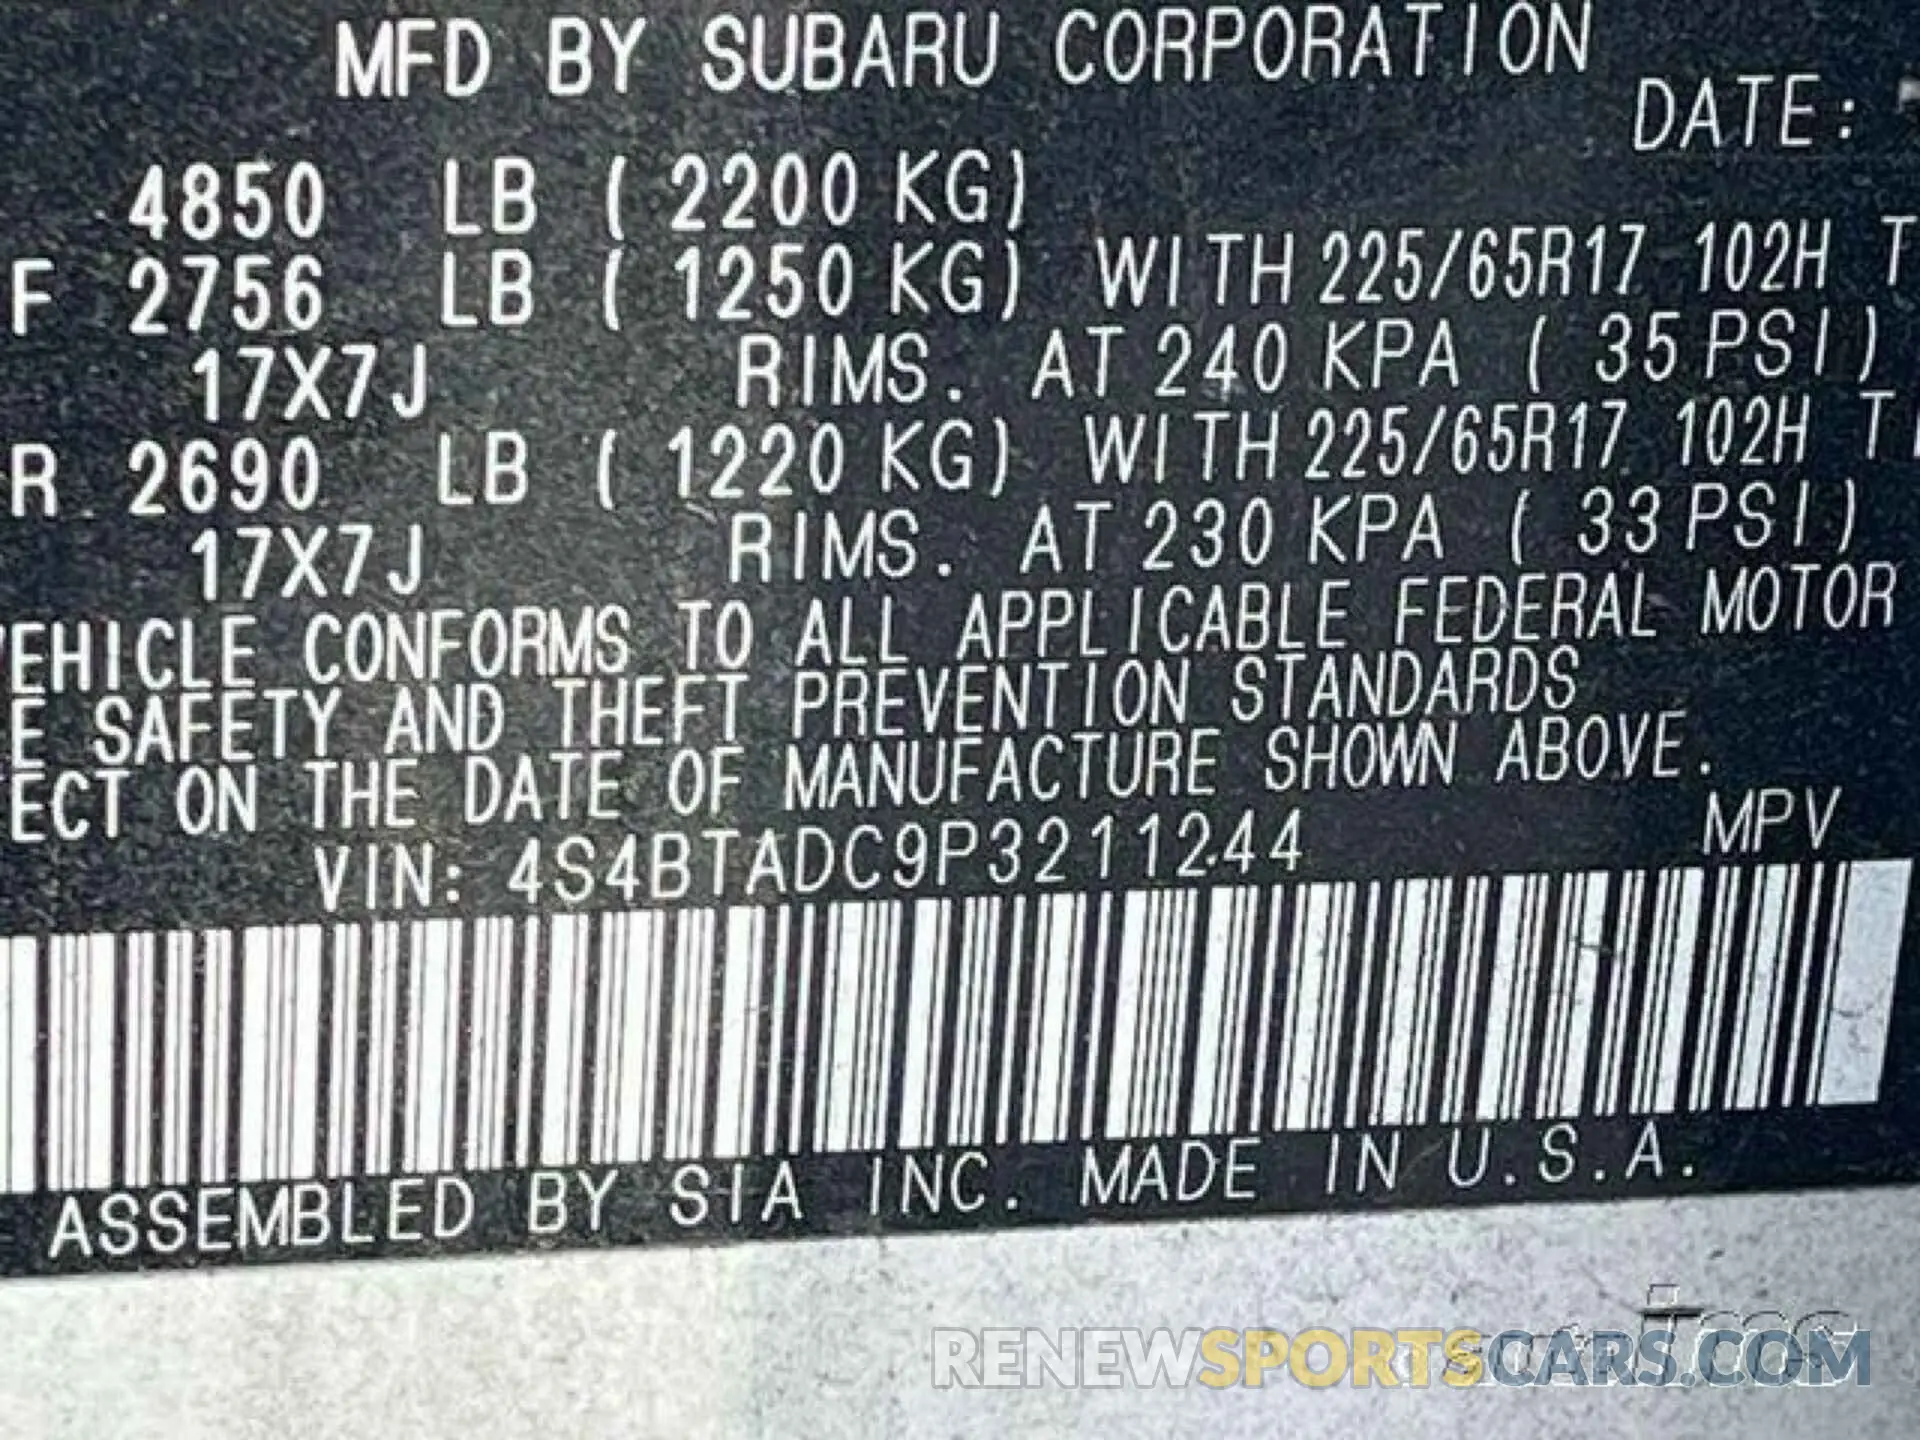 MFD BY SUBARU CORPORATION
DATE:
4850 LB ( 2200 KG)
F 2756 LB ( 1250 KG) WITH 225/65R17 102H T
17X7J RIMS. AT 240 KPA ( 35 PSI)
R 2690 LB ( 1220 KG) WITH 225/65R17 102H T
17X7J RIMS. AT 230 KPA ( 33 PSI)
VEHICLE CONFORMS TO ALL APPLICABLE FEDERAL MOTOR
E SAFETY AND THEFT PREVENTION STANDARDS
ECT ON THE DATE OF MANUFACTURE SHOWN ABOVE.
VIN: 4S4BTADC9P3211244 MPV
ASSEMBLED BY SIA INC. MADE IN U.S.A.
RENEWSPORTSCARS.COM